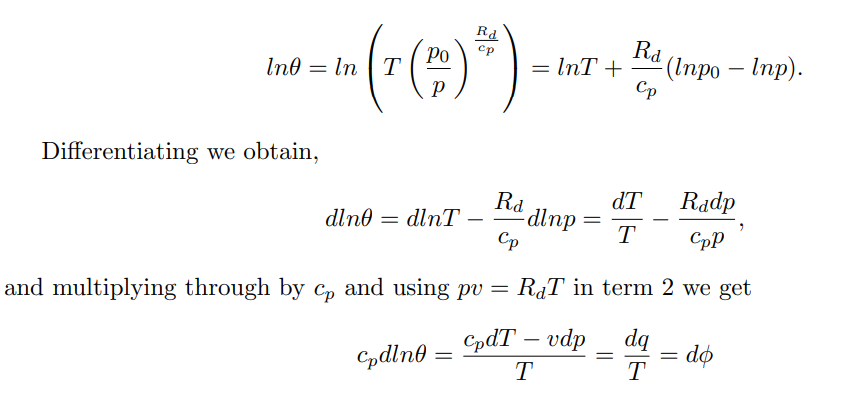 lnθ = ln(T(p₀/p)^(R_d/c_p)) = lnT + R_d/c_p (lnp₀ − lnp).
Differentiating we obtain,
dlnθ = dlnT − R_d/c_p dlnp = dT/T − R_d dp/c_p p,
and multiplying through by c_p and using pv = R_dT in term 2 we get
c_p dlnθ = (c_p dT − vdp)/T = dq/T = dϕ